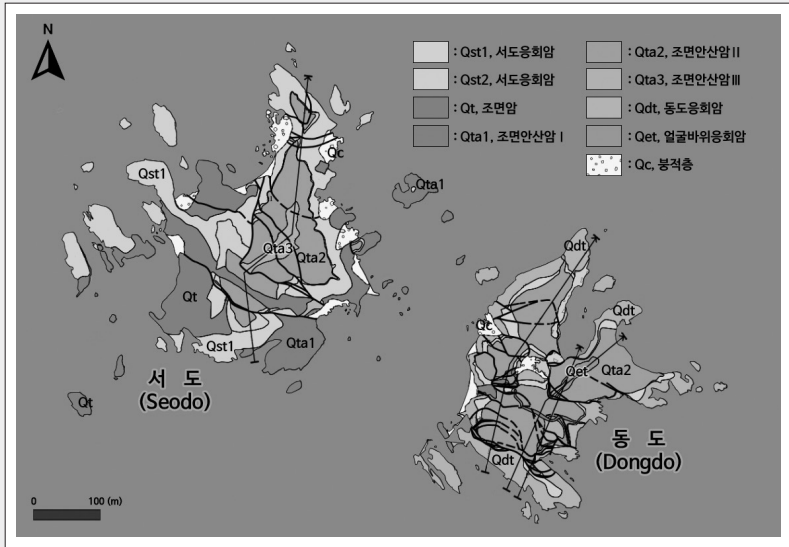 N
: Qst1, 서도응회암
: Qst2, 서도응회암
: Qt, 조면암
: Qta1, 조면안산암 I
: Qta2, 조면안산암 II
: Qta3, 조면안산암 III
: Qdt, 동도응회암
: Qet, 얼굴바위응회암
: Qc, 붕적층
Qc
Qst1
Qta1
Qta3
Qta2
Qt
Qst1
Qta1
Qt
서 도
(Seodo)
Qdt
Qc
Qdt
Qet
Qta2
Qdt
동 도
(Dongdo)
0 100 (m)